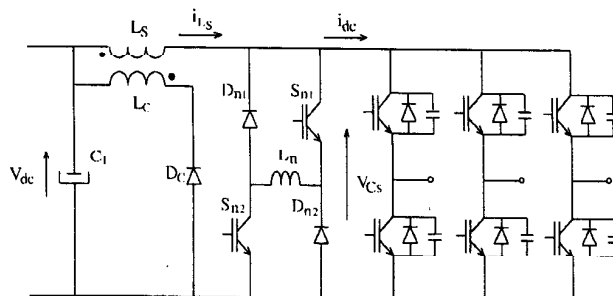 L_S
i_Ls
i_dc
L_C
D_n1
S_n1
C_1
V_dc
D_C
L_n
V_Cs
S_n2
D_n2